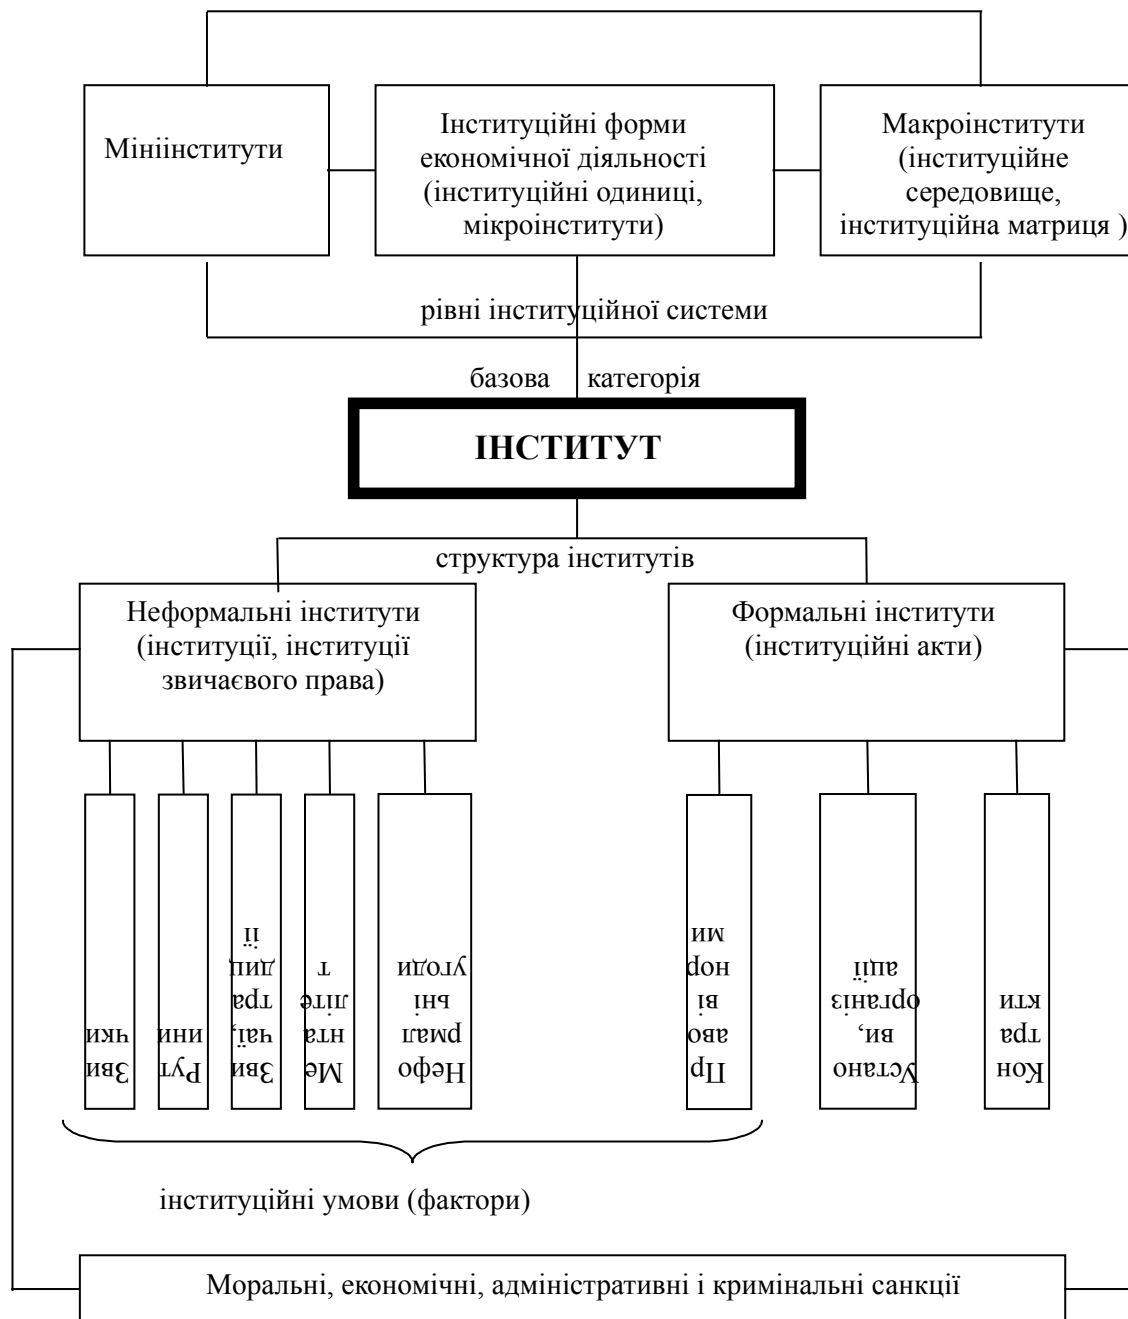 Мініінститути
Інституційні форми
економічної діяльності
(інституційні одиниці,
мікроінститути)
Макроінститути
(інституційне
середовище,
інституційна матриця )
рівні інституційної системи
базова категорія
ІНСТИТУТ
структура інститутів
Неформальні інститути
(інституції, інституції
звичаєвого права)
Формальні інститути
(інституційні акти)
Зви
чки
Рут
ини
Зви
чаї,
тра
диц
ії
Ме
нта
літе
т
Нефо
рмал
ьні
угоди
Пр
аво
ві
нор
ми
Устано
ви,
організ
ації
Кон
тра
кти
інституційні умови (фактори)
Моральні, економічні, адміністративні і кримінальні санкції